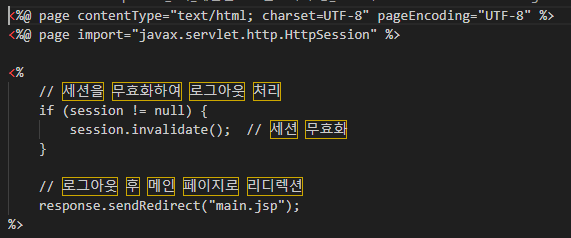 <%@ page contentType="text/html; charset=UTF-8" pageEncoding="UTF-8" %>
<%@ page import="javax.servlet.http.HttpSession" %>
<%
// 세션을 무효화하여 로그아웃 처리
if (session != null) {
session.invalidate();  // 세션 무효화
}
// 로그아웃 후 메인 페이지로 리디렉션
response.sendRedirect("main.jsp");
%>